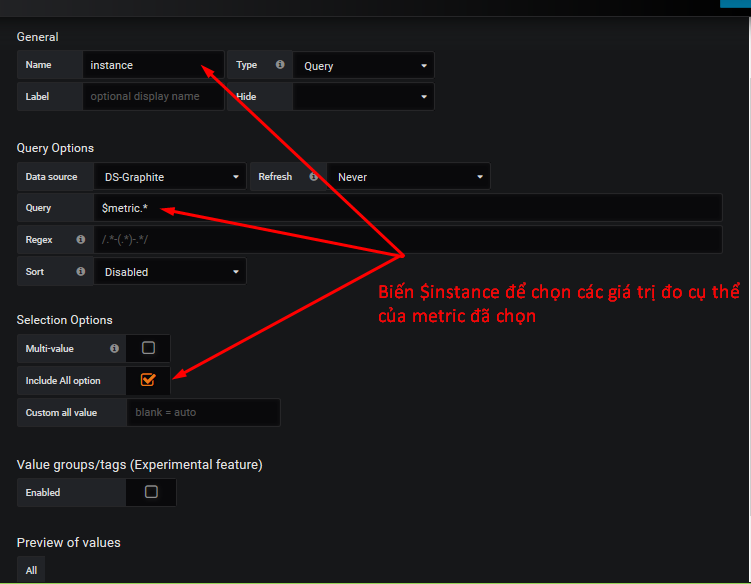 General
Name instance Type Query
Label optional display name Hide
Query Options
Data source DS-Graphite Refresh Never
Query $metric.*
Regex /.*-(.*)-.*/
Sort Disabled
Biến $instance để chọn các giá trị đo cụ thể
của metric đã chọn
Selection Options
Multi-value
Include All option
Custom all value blank = auto
Value groups/tags (Experimental feature)
Enabled
Preview of values
All